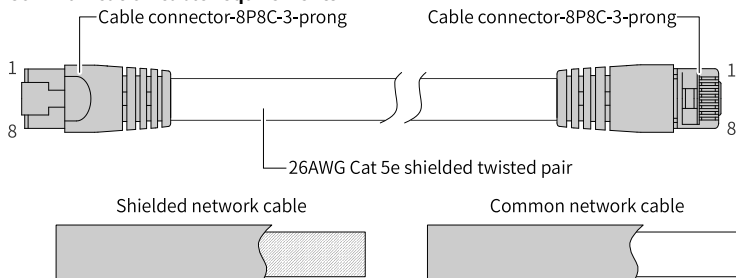 Cable connector-8P8C-3-prong Cable connector-8P8C-3-prong
1 1
8 8
26AWG Cat 5e shielded twisted pair
Shielded network cable Common network cable